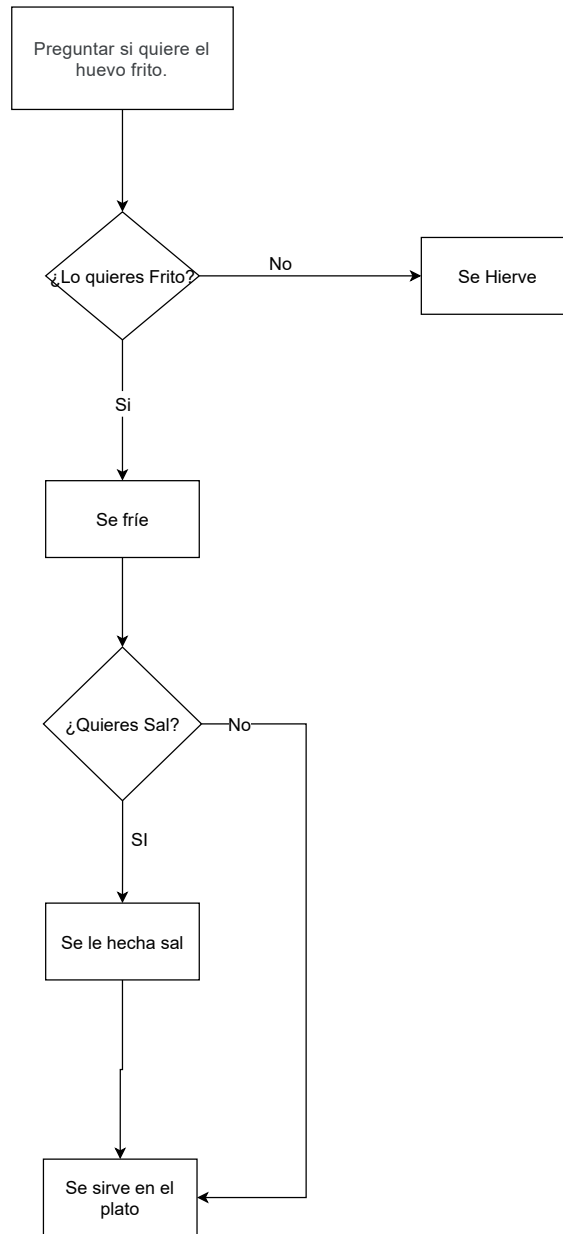 Preguntar si quiere el
huevo frito.
¿Lo quieres Frito?
No
Se Hierve
Si
Se fríe
¿Quieres Sal?
No
SI
Se le hecha sal
Se sirve en el
plato